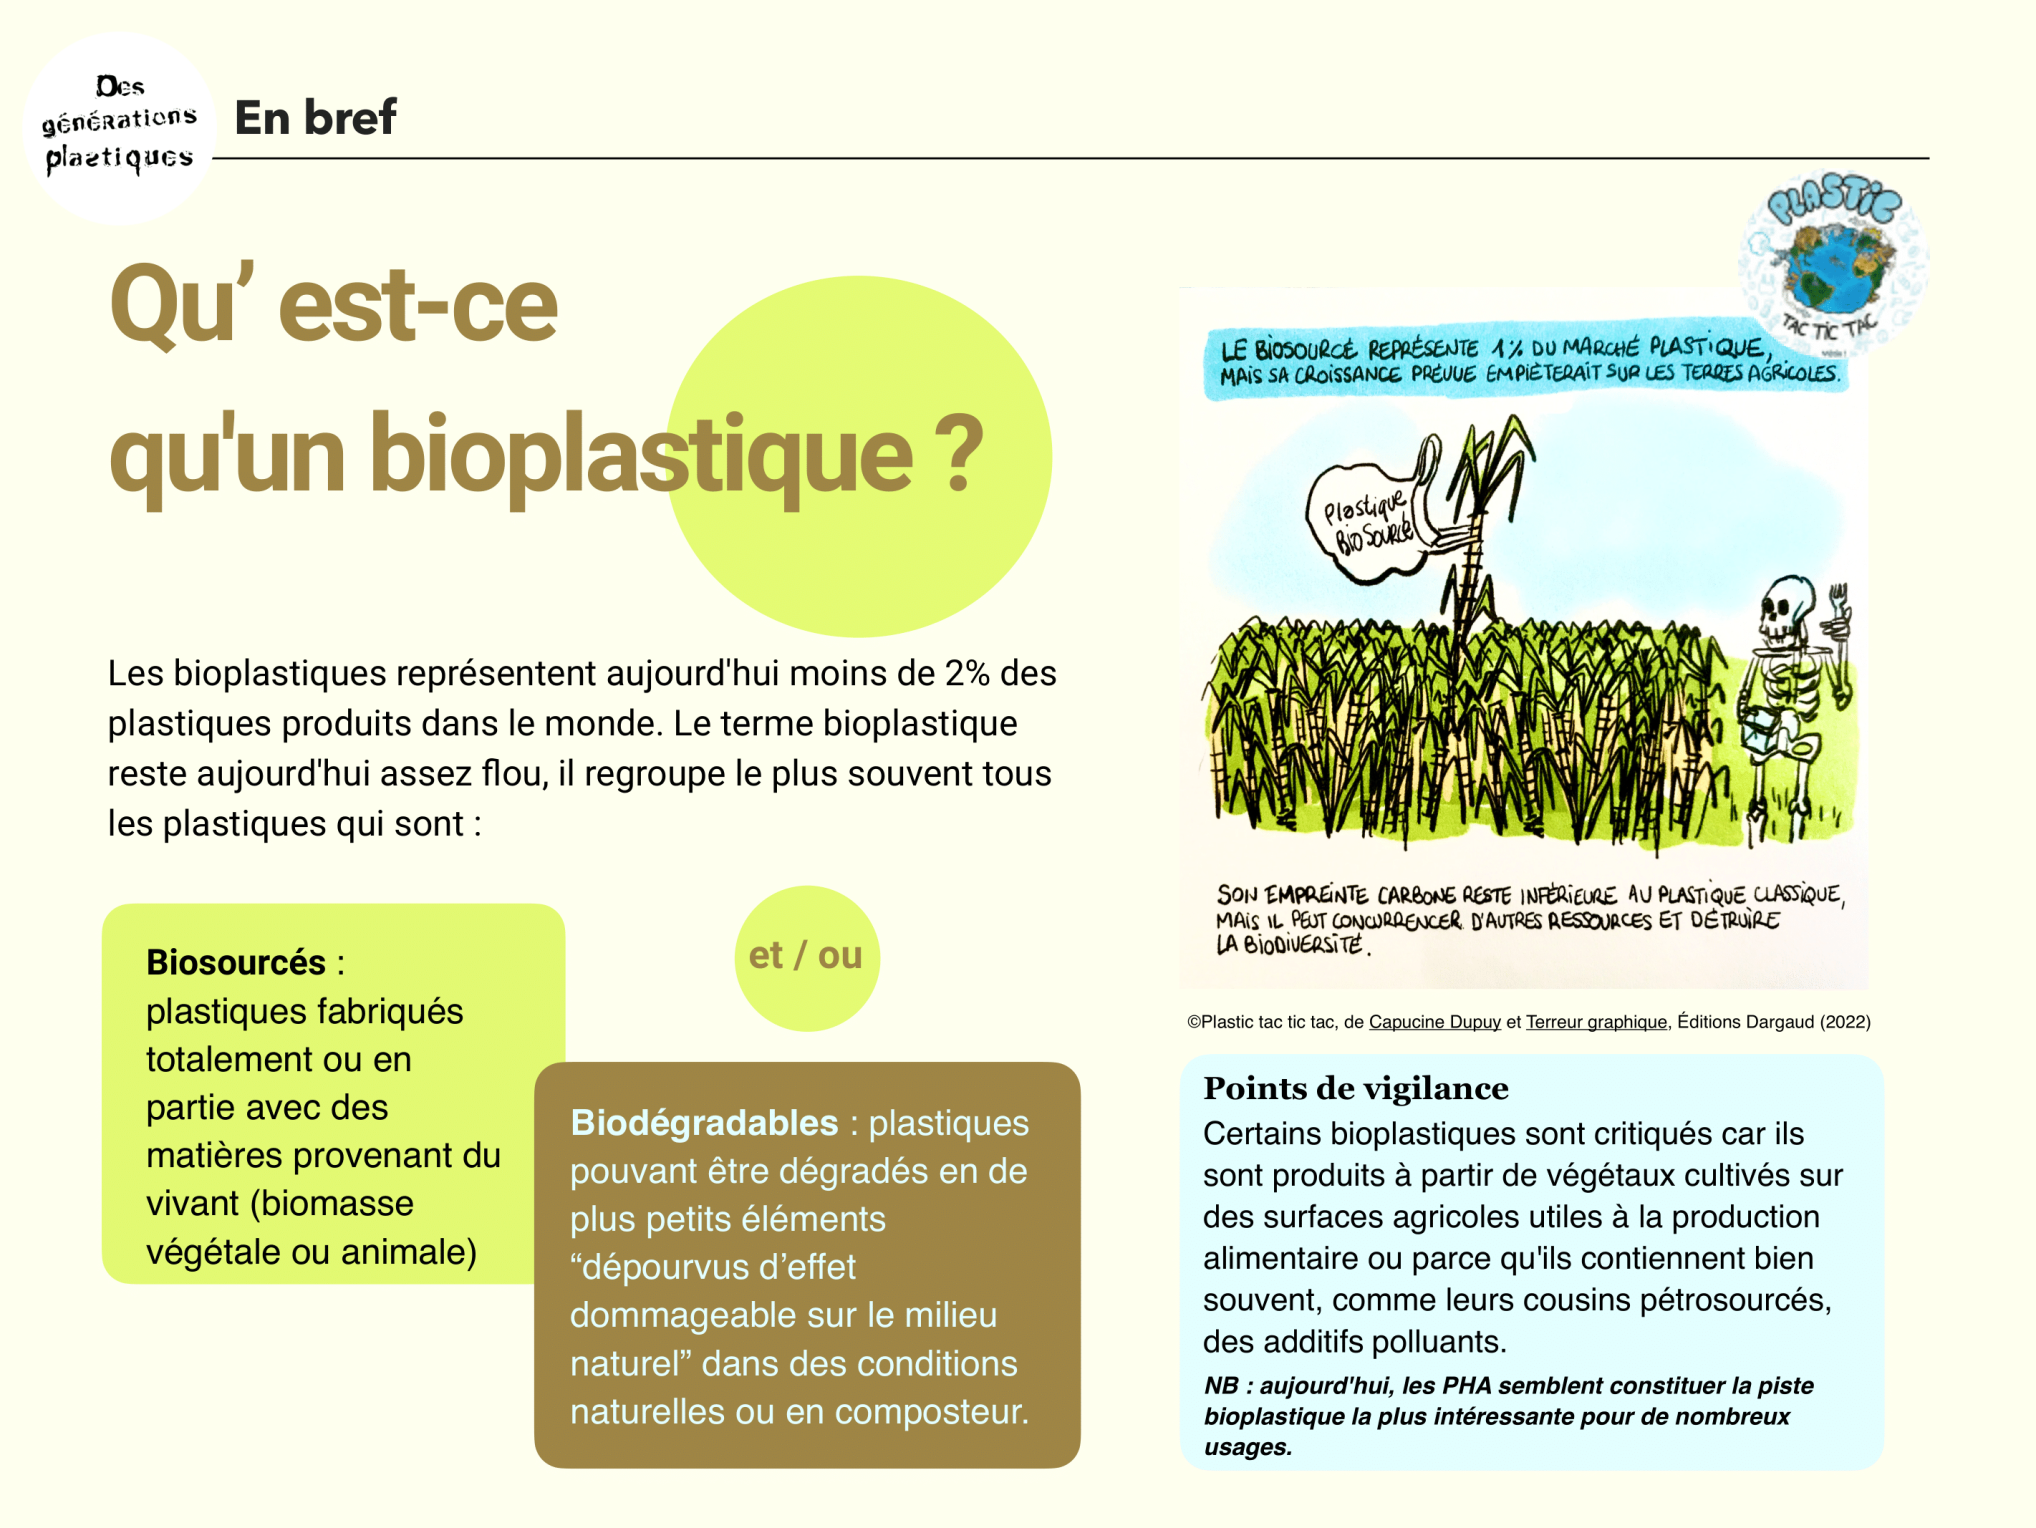 Des
générations
plastiques
En bref
Qu’ est-ce
qu'un bioplastique ?
Les bioplastiques représentent aujourd'hui moins de 2% des
plastiques produits dans le monde. Le terme bioplastique
reste aujourd'hui assez flou, il regroupe le plus souvent tous
les plastiques qui sont :
Biosourcés :
plastiques fabriqués
totalement ou en
partie avec des
matières provenant du
vivant (biomasse
végétale ou animale)
et / ou
Biodégradables : plastiques
pouvant être dégradés en de
plus petits éléments
“dépourvus d’effet
dommageable sur le milieu
naturel” dans des conditions
naturelles ou en composteur.
PLASTIC
TAC TIC TAC
LE BIOSOURCÉ REPRÉSENTE 1% DU MARCHÉ PLASTIQUE,
MAIS SA CROISSANCE PRÉVUE EMPIÈTERAIT SUR LES TERRES AGRICOLES.
Plastique
BIO SOURCÉ
SON EMPREINTE CARBONE RESTE INFÉRIEURE AU PLASTIQUE CLASSIQUE,
MAIS IL PEUT CONCURRENCER D'AUTRES RESSOURCES ET DÉTRUIRE
LA BIODIVERSITÉ.
©Plastic tac tic tac, de Capucine Dupuy et Terreur graphique, Éditions Dargaud (2022)
Points de vigilance
Certains bioplastiques sont critiqués car ils
sont produits à partir de végétaux cultivés sur
des surfaces agricoles utiles à la production
alimentaire ou parce qu'ils contiennent bien
souvent, comme leurs cousins pétrosourcés,
des additifs polluants.
NB : aujourd'hui, les PHA semblent constituer la piste
bioplastique la plus intéressante pour de nombreux
usages.